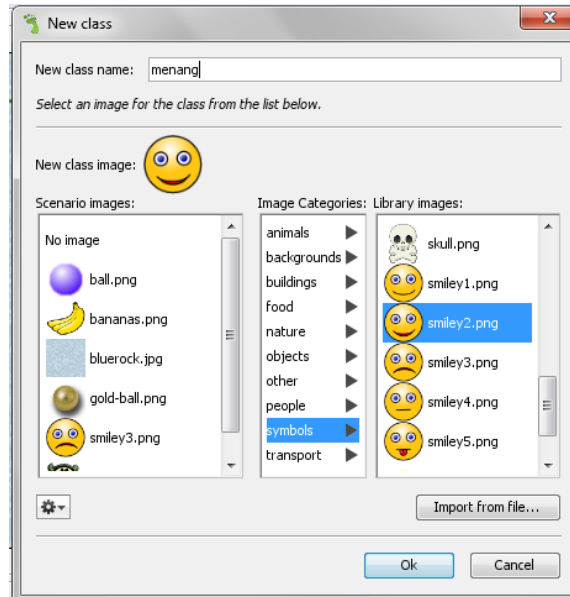 New class
New class name: menang
Select an image for the class from the list below.
New class image:
Scenario images:
No image
ball.png
bananas.png
bluerock.jpg
gold-ball.png
smiley3.png
Image Categories:
animals
backgrounds
buildings
food
nature
objects
other
people
symbols
transport
Library images:
skull.png
smiley1.png
smiley2.png
smiley3.png
smiley4.png
smiley5.png
Import from file...
Ok
Cancel